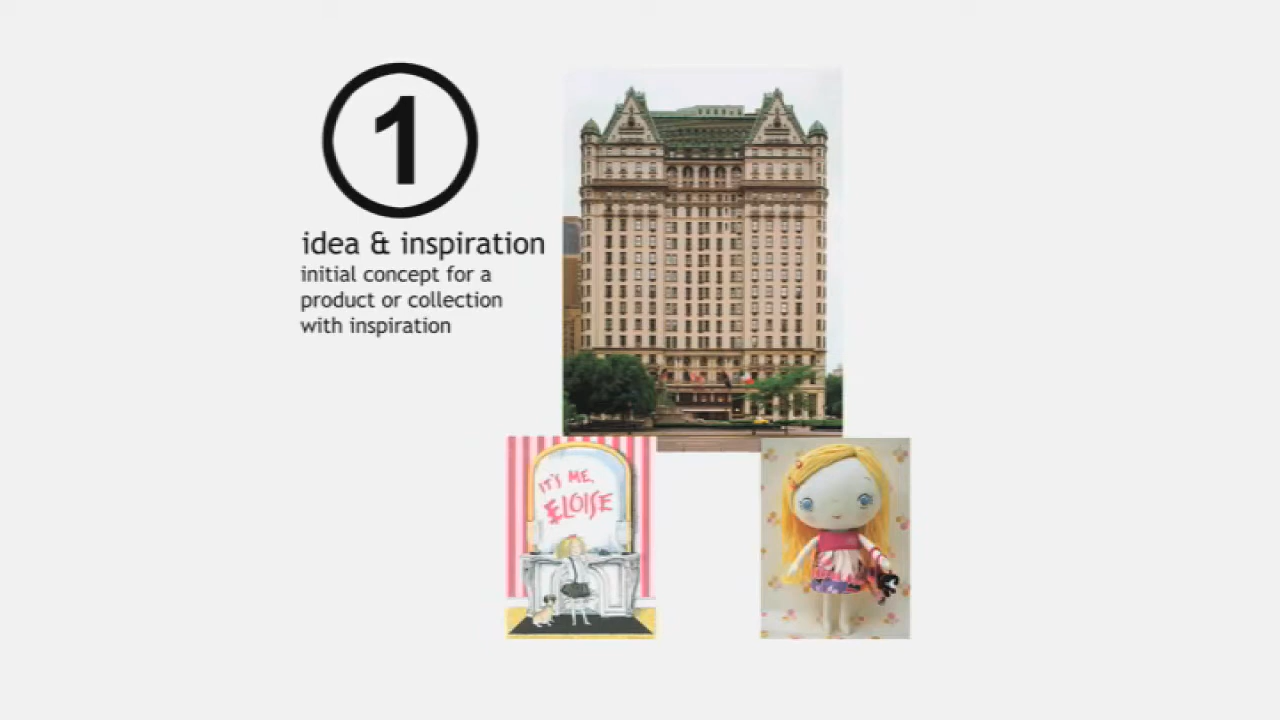 1
idea & inspiration
initial concept for a
product or collection
with inspiration
IT'S ME,
ELOISE